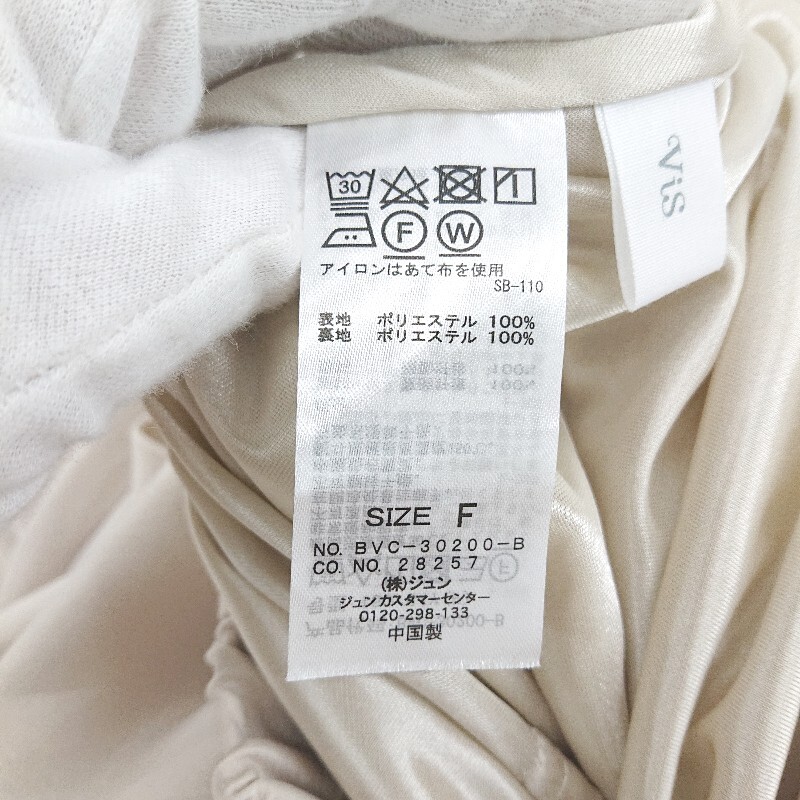 ViS
30
F W
アイロンはあて布を使用
SB-110
表地 ポリエステル 100%
裏地 ポリエステル 100%
SIZE F
NO. BVC-30200-B
CO. NO. 28257
(株)ジュン
ジュンカスタマーセンター
0120-298-133
中国製